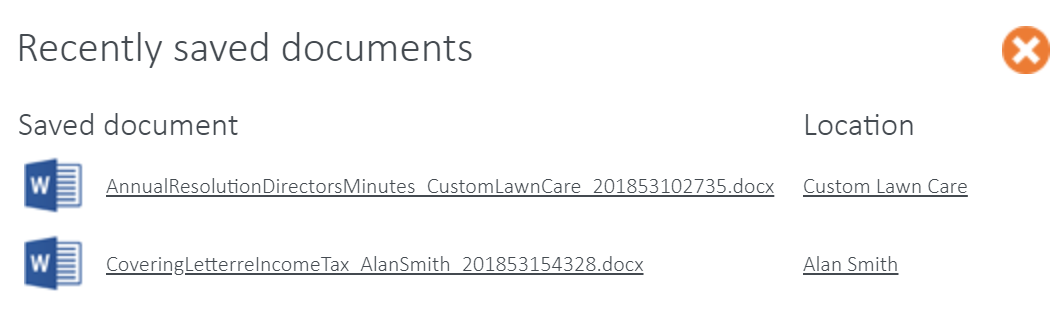 Recently saved documents
Saved document Location
W AnnualResolutionDirectorsMinutes_CustomLawnCare_201853102735.docx Custom Lawn Care
W CoveringLetterreIncomeTax_AlanSmith_201853154328.docx Alan Smith